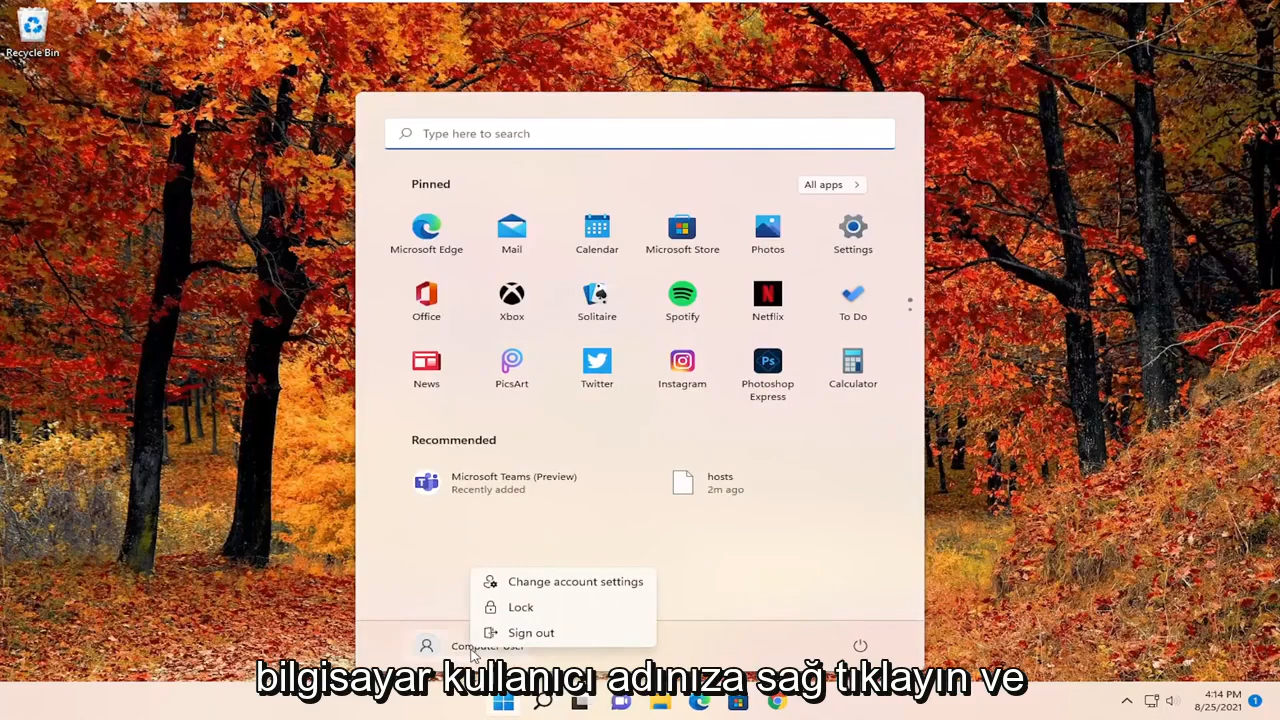 Recycle Bin
Type here to search
Pinned
All apps
Microsoft Edge
Mail
Calendar
Microsoft Store
Photos
Settings
Office
Xbox
Solitaire
Spotify
Netflix
To Do
News
PicsArt
Twitter
Instagram
Photoshop
Express
Calculator
Recommended
Microsoft Teams (Preview)
Recently added
hosts
2m ago
Change account settings
Lock
Sign out
Computer User
bilgisayar kullanıcı adınıza sağ tıklayın ve
4:14 PM
8/25/2021
1